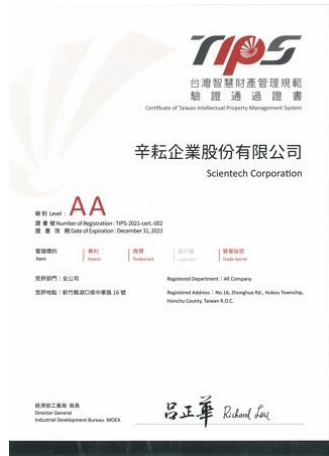 TIPS
台灣智慧財產管理規範
驗證通過證書
Certificate of Taiwan Intellectual Property Management System
辛耘企業股份有限公司
Scientech Corporation
級別 Level : AA
證書號 Number of Registration : TIPS-2021-cert.-002
證書效期 Date of Expiration : December 31, 2023
管理標的 專利 商標 著作權 營業秘密
Item Patent Trademark Copyright Trade Secret
受評部門：全公司 Registered Department : All Company
受評地點：新竹縣湖口鄉中華路 16 號 Registered Address : No.16, Zhonghua Rd., Hukou Township,
Hsinchu County, Taiwan R.O.C.
經濟部工業局 局長
Director General
Industrial Development Bureau, MOEA
呂正華 Richard Leu